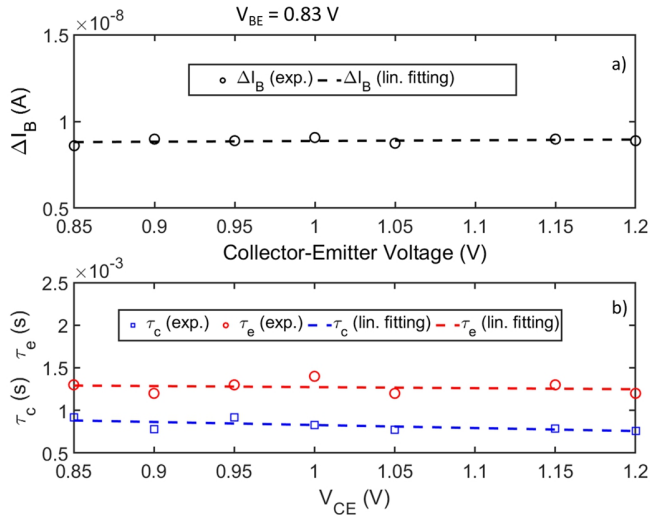 V_BE = 0.83 V
×10^-8
1.5
1
0.5
ΔI_B (A)
a)
ΔI_B (exp.) ΔI_B (lin. fitting)
0.85 0.9 0.95 1 1.05 1.1 1.15 1.2
Collector-Emitter Voltage (V)
×10^-3
2.5
2
1.5
1
0.5
τ_c (s) τ_e (s)
b)
τ_c (exp.) τ_e (exp.) τ_c (lin. fitting) τ_e (lin. fitting)
0.85 0.9 0.95 1 1.05 1.1 1.15 1.2
V_CE (V)